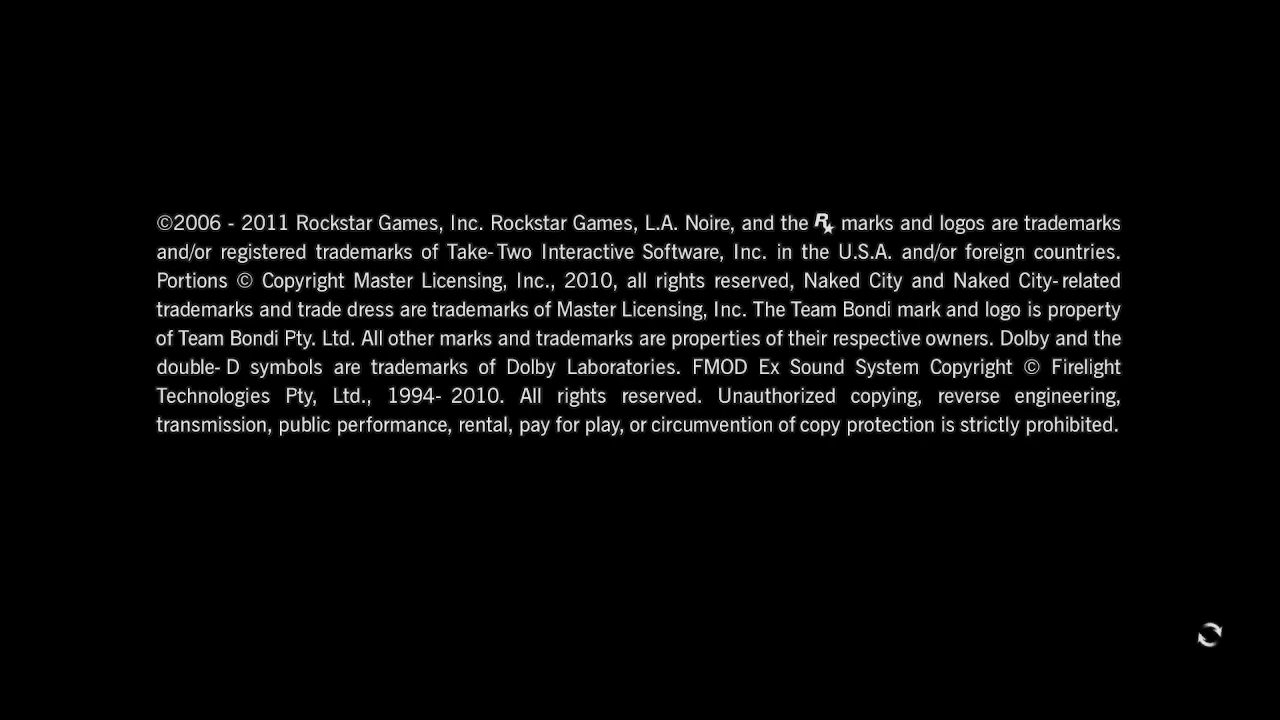 ©2006 - 2011 Rockstar Games, Inc. Rockstar Games, L.A. Noire, and the R★ marks and logos are trademarks
and/or registered trademarks of Take-Two Interactive Software, Inc. in the U.S.A. and/or foreign countries.
Portions © Copyright Master Licensing, Inc., 2010, all rights reserved, Naked City and Naked City-related
trademarks and trade dress are trademarks of Master Licensing, Inc. The Team Bondi mark and logo is property
of Team Bondi Pty. Ltd. All other marks and trademarks are properties of their respective owners. Dolby and the
double-D symbols are trademarks of Dolby Laboratories. FMOD Ex Sound System Copyright © Firelight
Technologies Pty, Ltd., 1994-2010. All rights reserved. Unauthorized copying, reverse engineering,
transmission, public performance, rental, pay for play, or circumvention of copy protection is strictly prohibited.